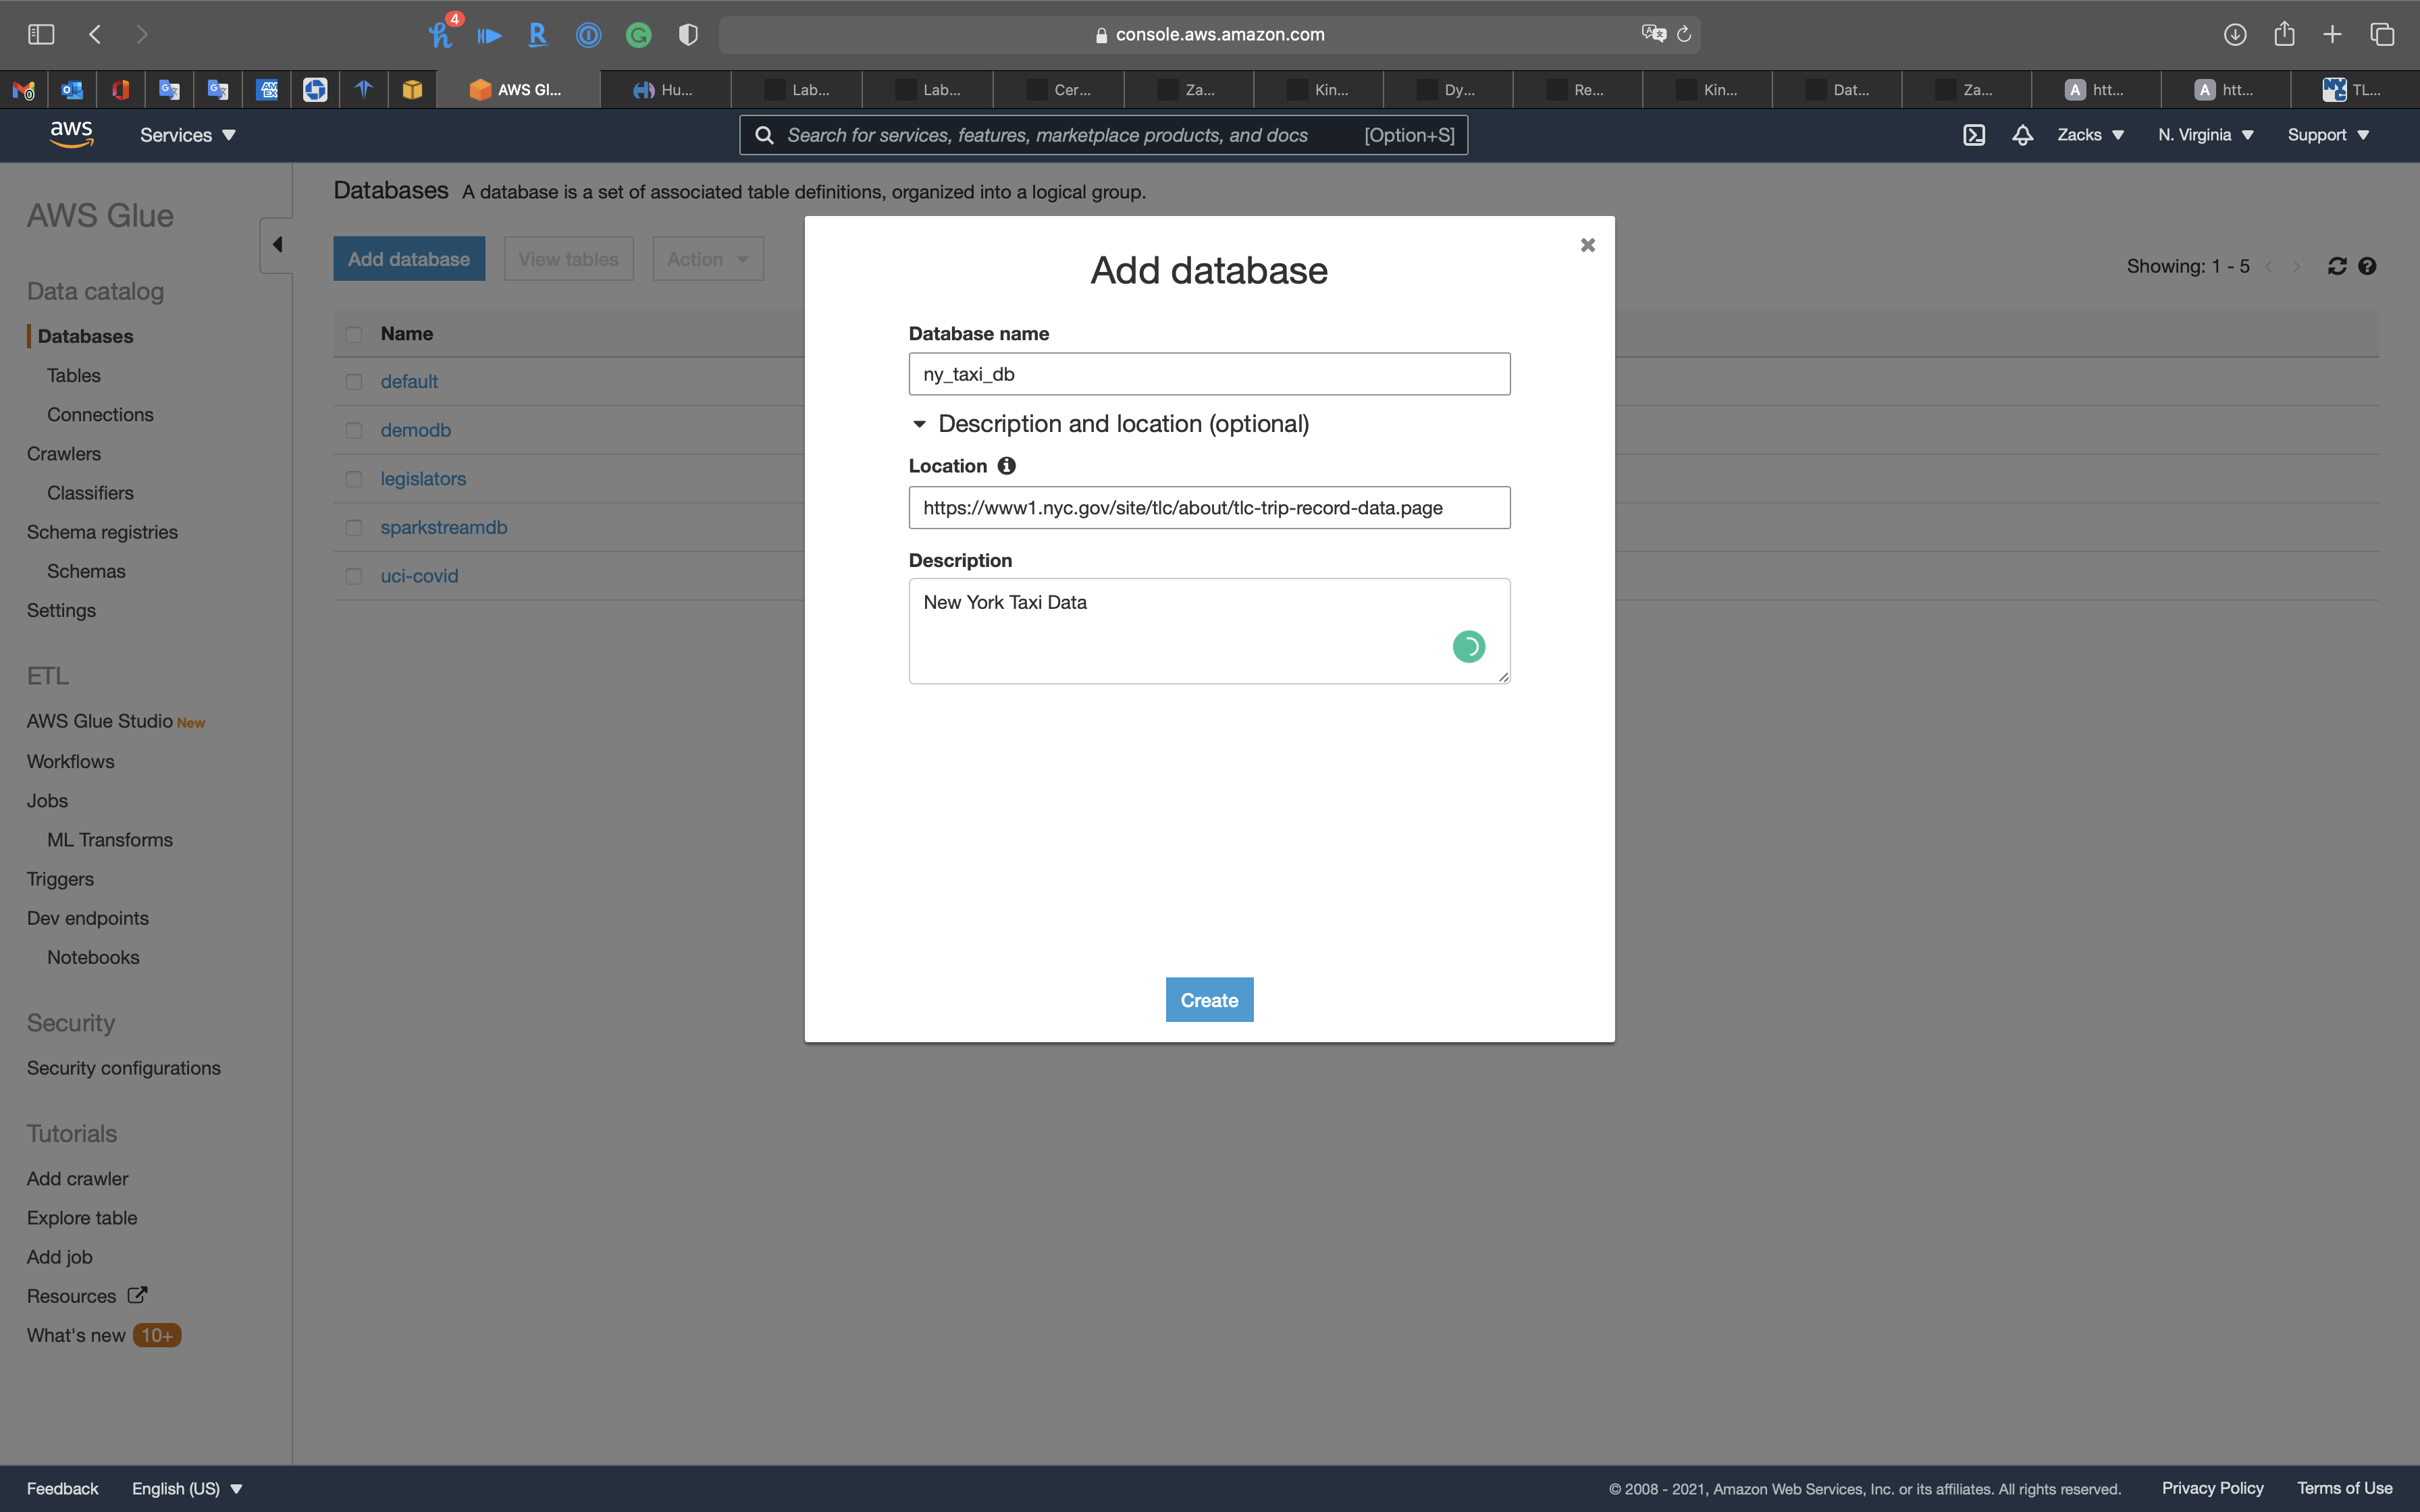 4
console.aws.amazon.com
0
AWS Gl...
Hu...
Lab...
Lab...
Cer...
Za...
Kin...
Dy...
Re...
Kin...
Dat...
Za...
A htt...
A htt...
NYC TL...
aws
Services
Search for services, features, marketplace products, and docs [Option+S]
Zacks
N. Virginia
Support
AWS Glue
Data catalog
Databases
Tables
Connections
Crawlers
Classifiers
Schema registries
Schemas
Settings
ETL
AWS Glue Studio New
Workflows
Jobs
ML Transforms
Triggers
Dev endpoints
Notebooks
Security
Security configurations
Tutorials
Add crawler
Explore table
Add job
Resources
What's new 10+
Databases A database is a set of associated table definitions, organized into a logical group.
Add database
View tables
Action
Showing: 1 - 5
Name
default
demodb
legislators
sparkstreamdb
uci-covid
Add database
Database name
ny_taxi_db
Description and location (optional)
Location
https://www1.nyc.gov/site/tlc/about/tlc-trip-record-data.page
Description
New York Taxi Data
Create
Feedback
English (US)
© 2008 - 2021, Amazon Web Services, Inc. or its affiliates. All rights reserved.
Privacy Policy
Terms of Use